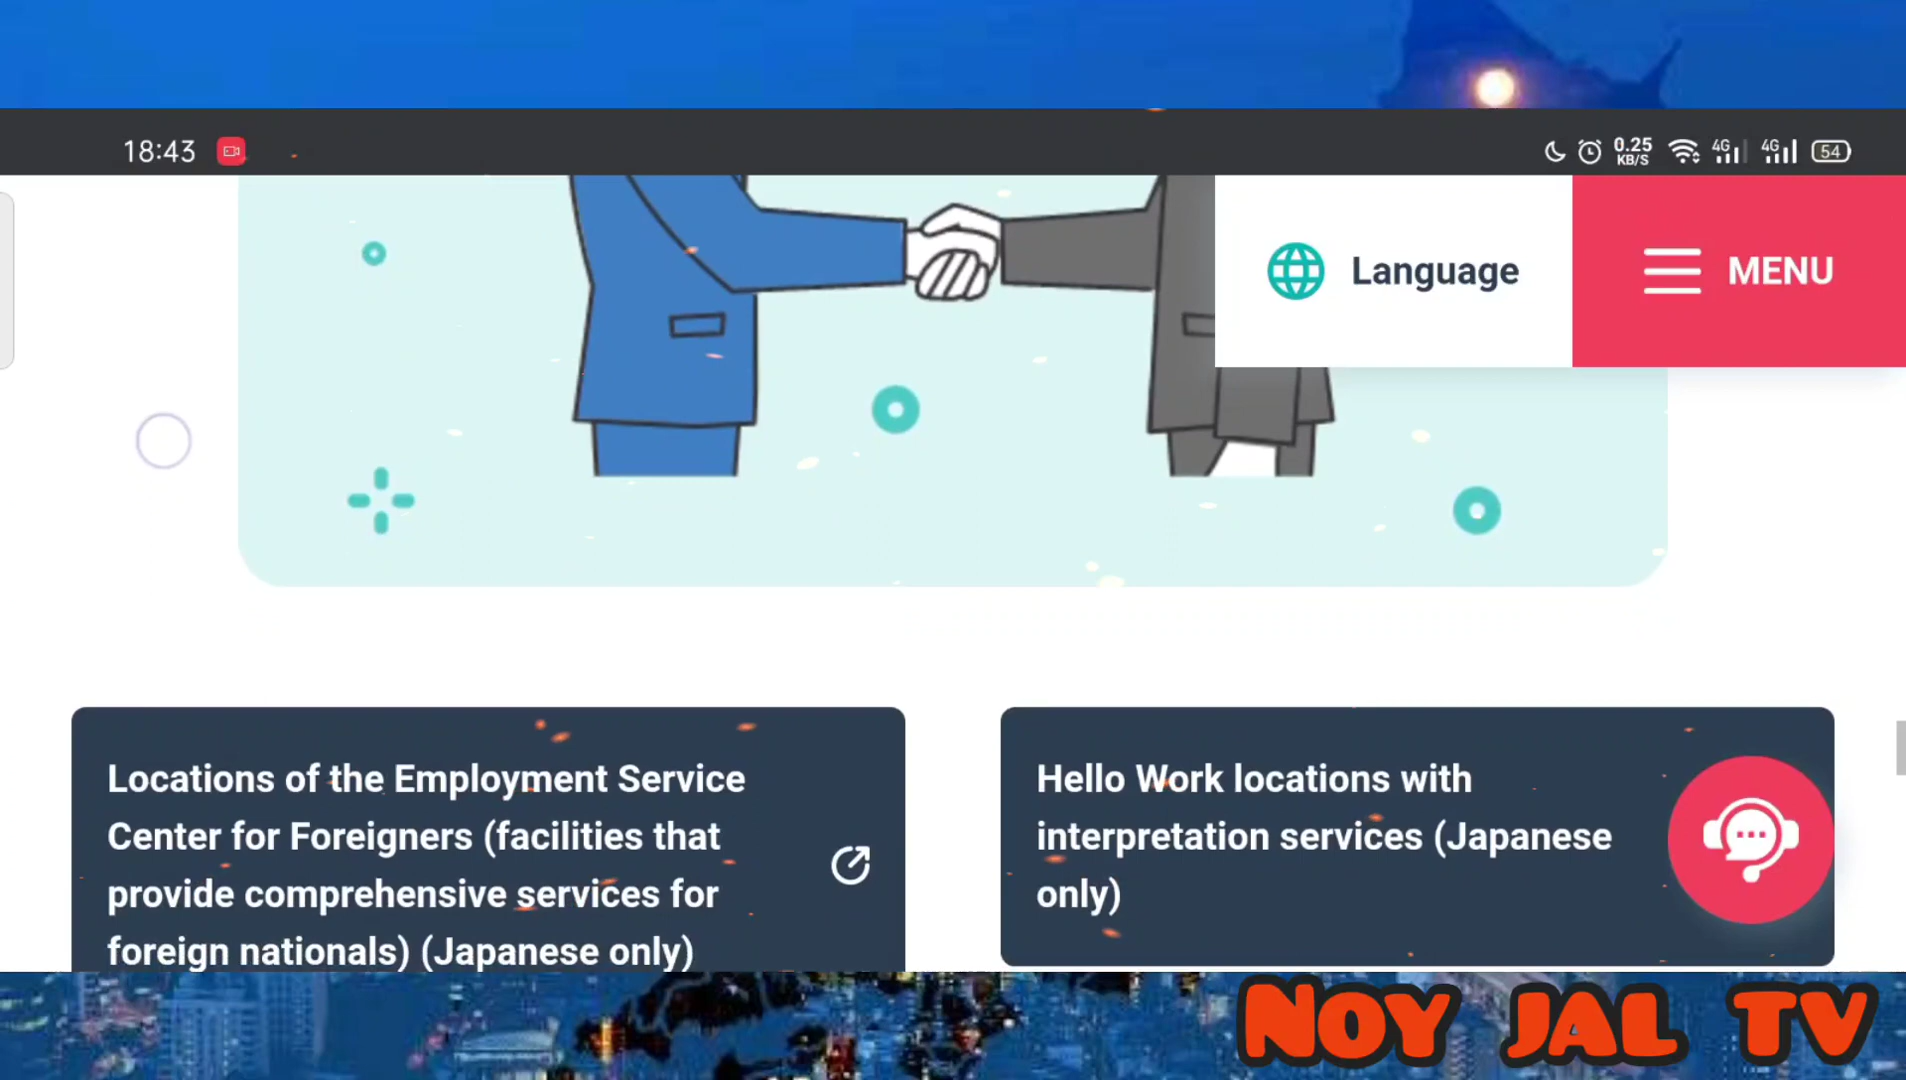 18:43
0.25
KB/S
4G
4G
54
Language
MENU
Locations of the Employment Service
Center for Foreigners (facilities that
provide comprehensive services for
foreign nationals) (Japanese only)
Hello Work locations with
interpretation services (Japanese
only)
NOY JAL TV